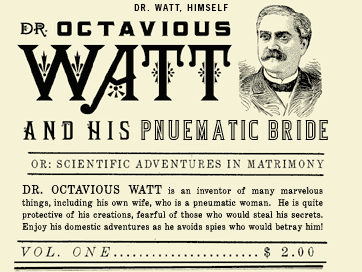 DR. WATT, HIMSELF
DR. OCTAVIOUS
WATT
AND HIS PNUEMATIC BRIDE
OR: SCIENTIFIC ADVENTURES IN MATRIMONY
DR. OCTAVIOUS WATT is an inventor of many marvelous
things, including his own wife, who is a pneumatic woman. He is quite
protective of his creations, fearful of those who would steal his secrets.
Enjoy his domestic adventures as he avoids spies who would betray him!
VOL. ONE......................$ 2.00